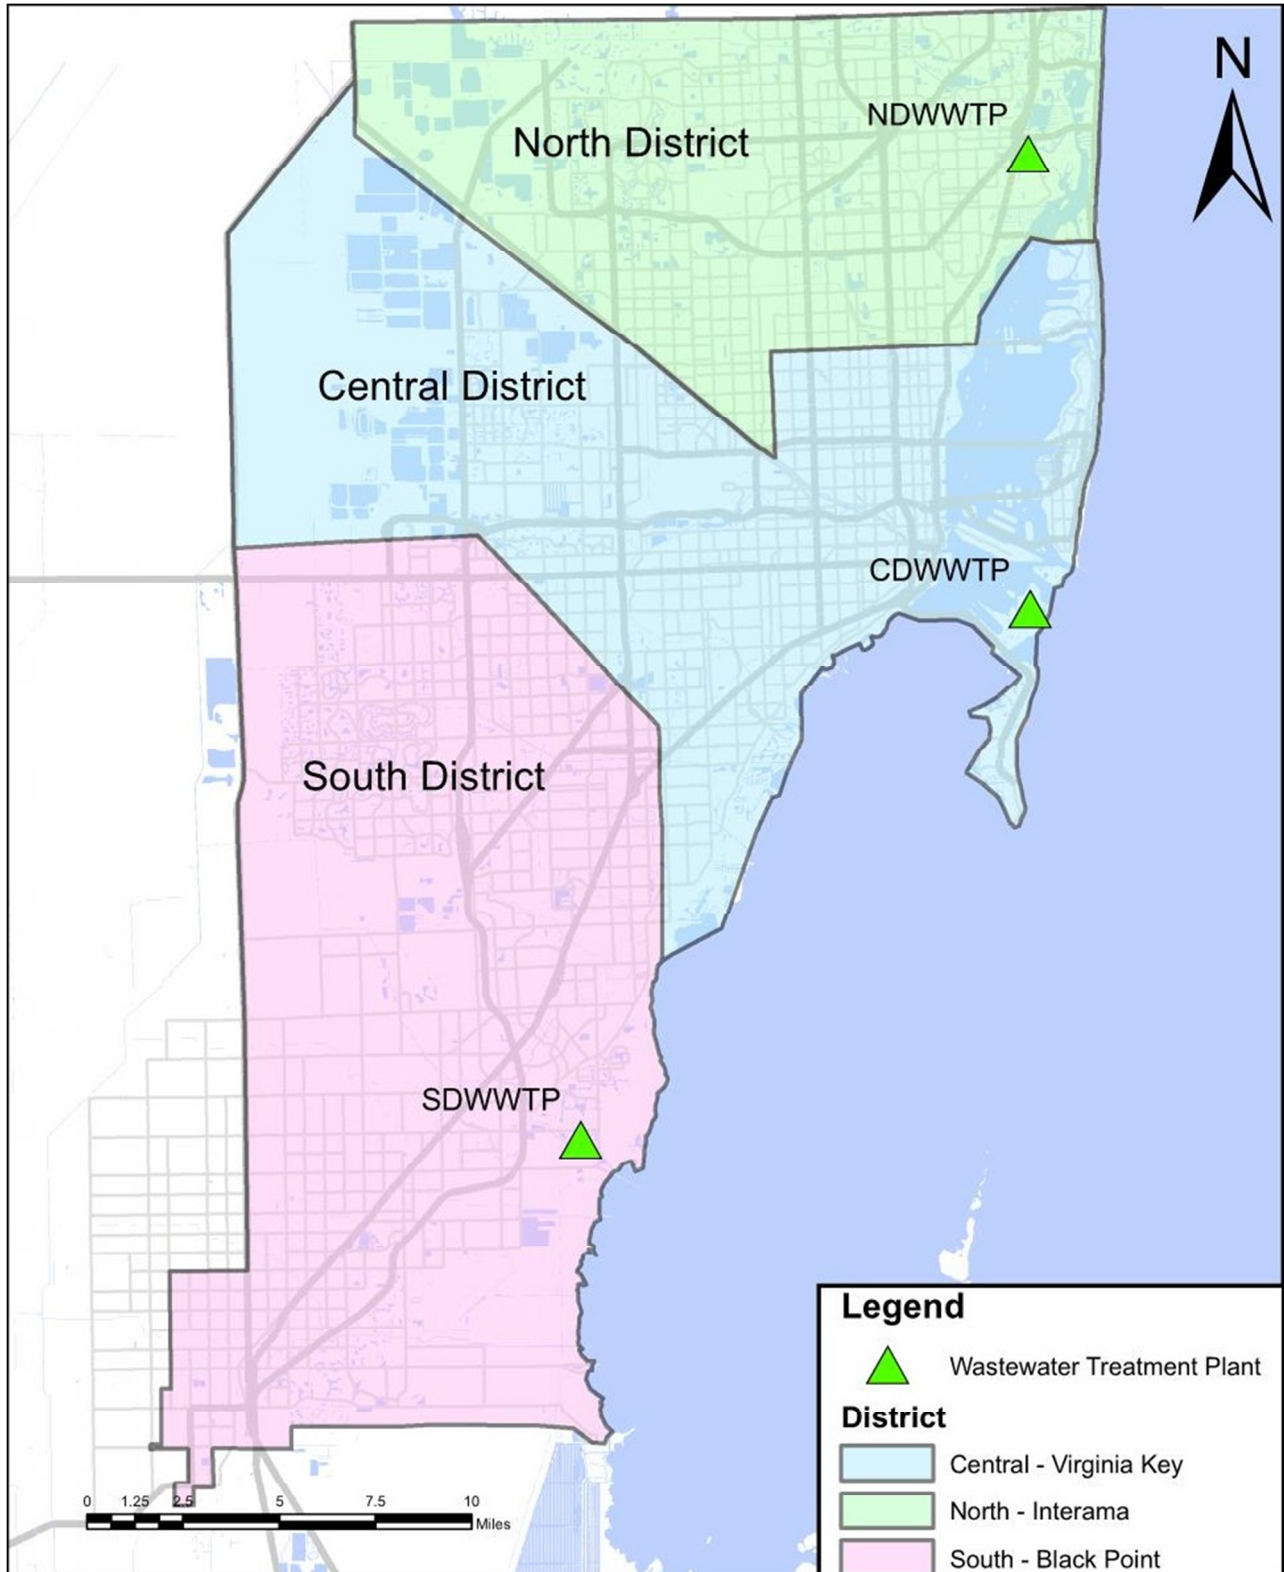 N
NDWWTP
North District
Central District
CDWWTP
South District
SDWWTP
Legend
Wastewater Treatment Plant
District
Central - Virginia Key
North - Interama
South - Black Point
0 1.25 2.5 5 7.5 10
Miles